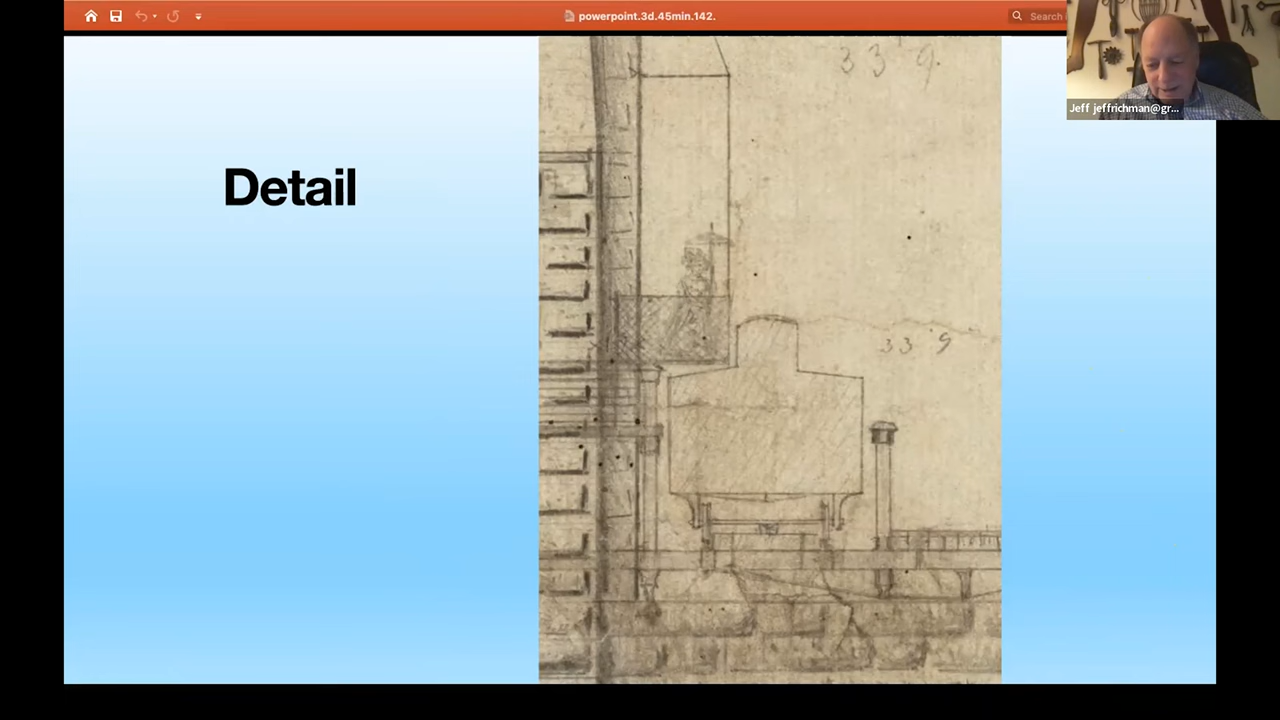 powerpoint.3d.45min.142.
Search
Jeff jeffrichman@gr...
Detail
33'9.
33 9